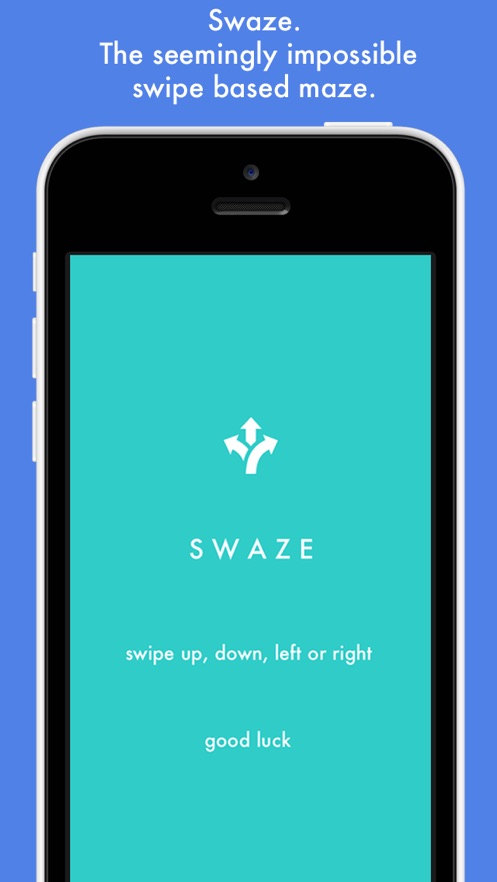 Swaze.
The seemingly impossible
swipe based maze.
SWAZE
swipe up, down, left or right
good luck